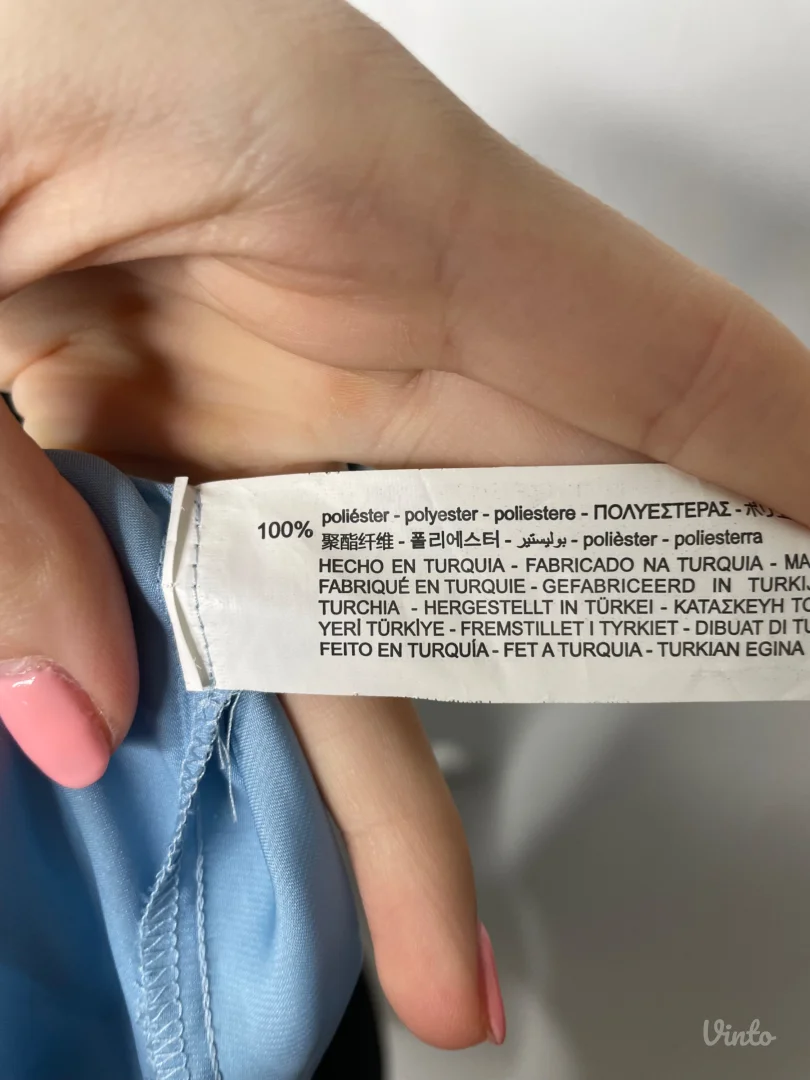 100% poliéster - polyester - poliestere - ΠΟΛΥΕΣΤΕΡΑΣ -
聚酯纤维 - 폴리에스터 - بوليستير - polièster - poliesterra
HECHO EN TURQUIA - FABRICADO NA TURQUIA -
FABRIQUÉ EN TURQUIE - GEFABRICEERD IN
TURCHIA - HERGESTELLT IN TÜRKEI - ΚΑΤΑΣΚΕΥΗ
YERİ TÜRKİYE - FREMSTILLET I TYRKIET - DIBUAT DI
FEITO EN TURQUÍA - FET A TURQUIA - TURKIAN EGINA
Vinto